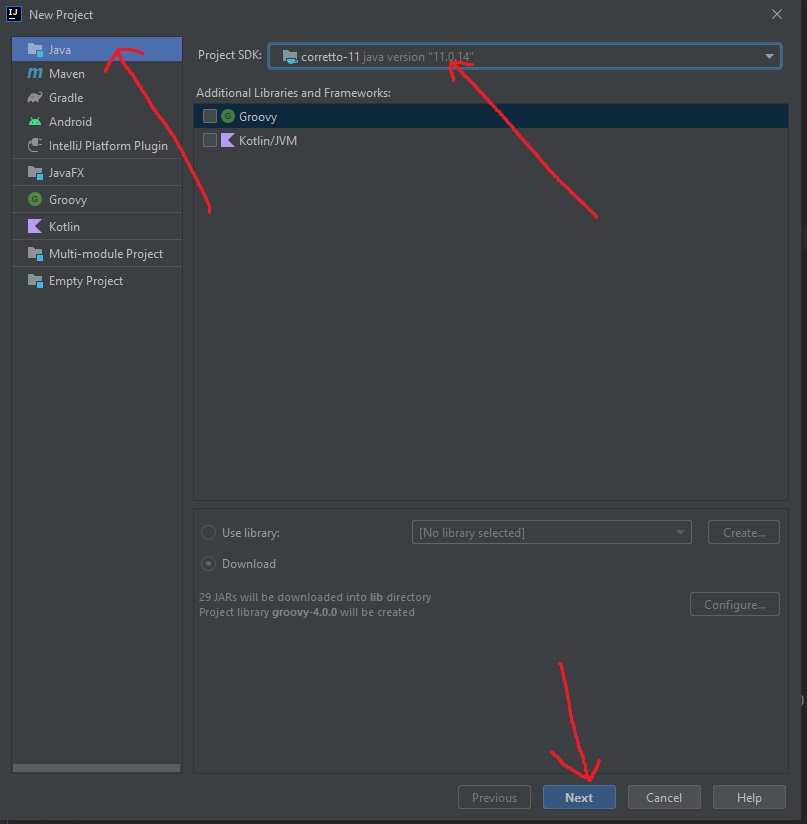 IJ
New Project
Java
Maven
Gradle
Android
IntelliJ Platform Plugin
JavaFX
Groovy
Kotlin
Multi-module Project
Empty Project
Project SDK: corretto-11 java version "11.0.14"
Additional Libraries and Frameworks:
G Groovy
Kotlin/JVM
Use library: [No library selected] Create...
Download
29 JARs will be downloaded into lib directory
Project library groovy-4.0.0 will be created
Configure...
Previous Next Cancel Help